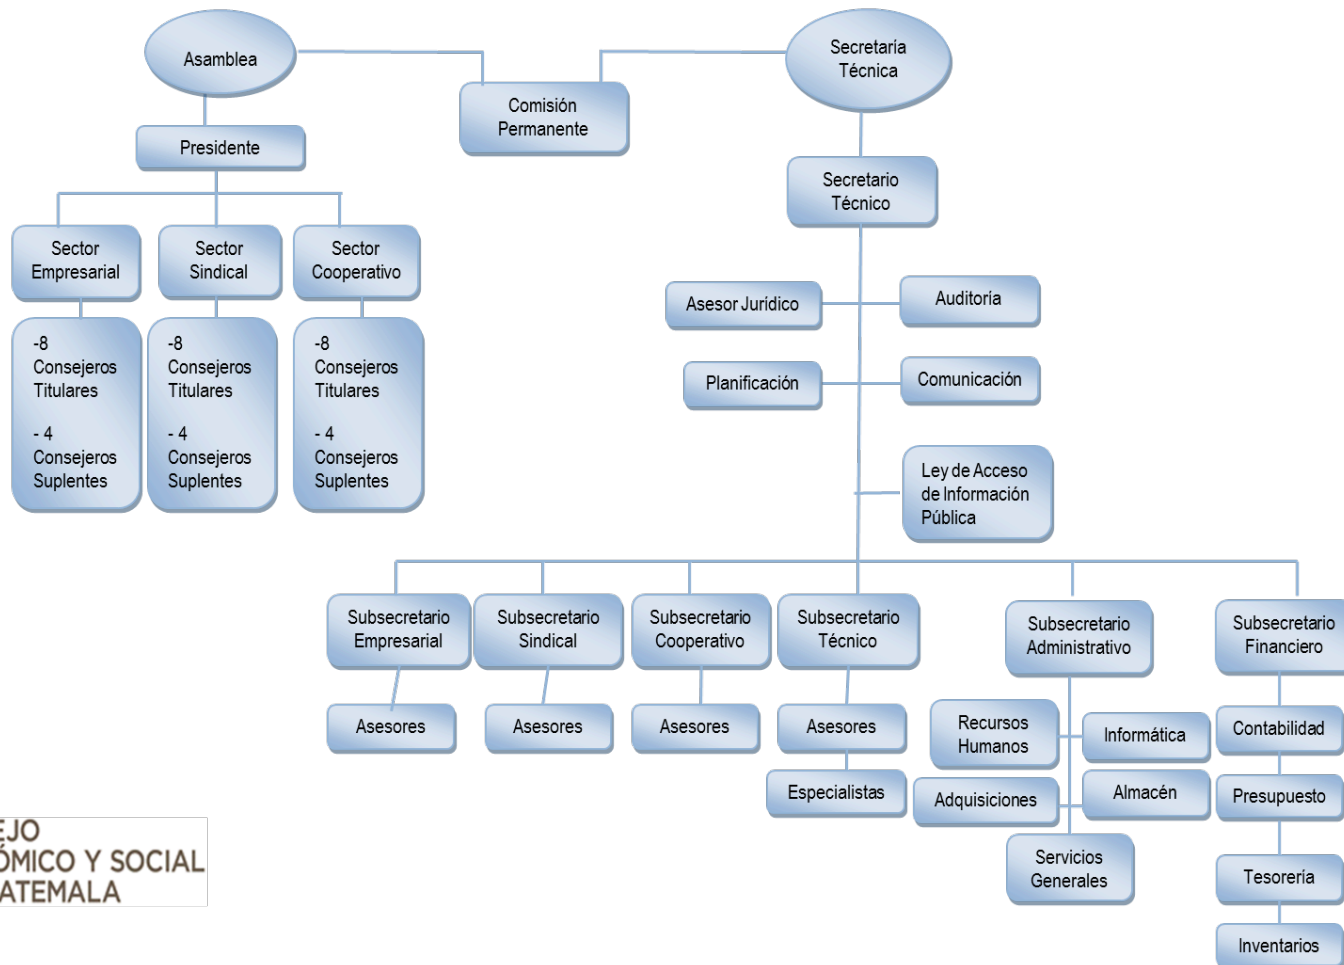 Asamblea
Secretaría
Técnica
Comisión
Permanente
Presidente
Secretario
Técnico
Sector
Empresarial
Sector
Sindical
Sector
Cooperativo
Asesor Jurídico
Auditoría
-8
Consejeros
Titulares
- 4
Consejeros
Suplentes
-8
Consejeros
Titulares
- 4
Consejeros
Suplentes
-8
Consejeros
Titulares
- 4
Consejeros
Suplentes
Planificación
Comunicación
Ley de Acceso
de Información
Pública
Subsecretario
Empresarial
Subsecretario
Sindical
Subsecretario
Cooperativo
Subsecretario
Técnico
Subsecretario
Administrativo
Subsecretario
Financiero
Asesores
Asesores
Asesores
Asesores
Especialistas
Recursos
Humanos
Informática
Adquisiciones
Almacén
Servicios
Generales
Contabilidad
Presupuesto
Tesorería
Inventarios
EJO
ÓMICO Y SOCIAL
ATEMALA